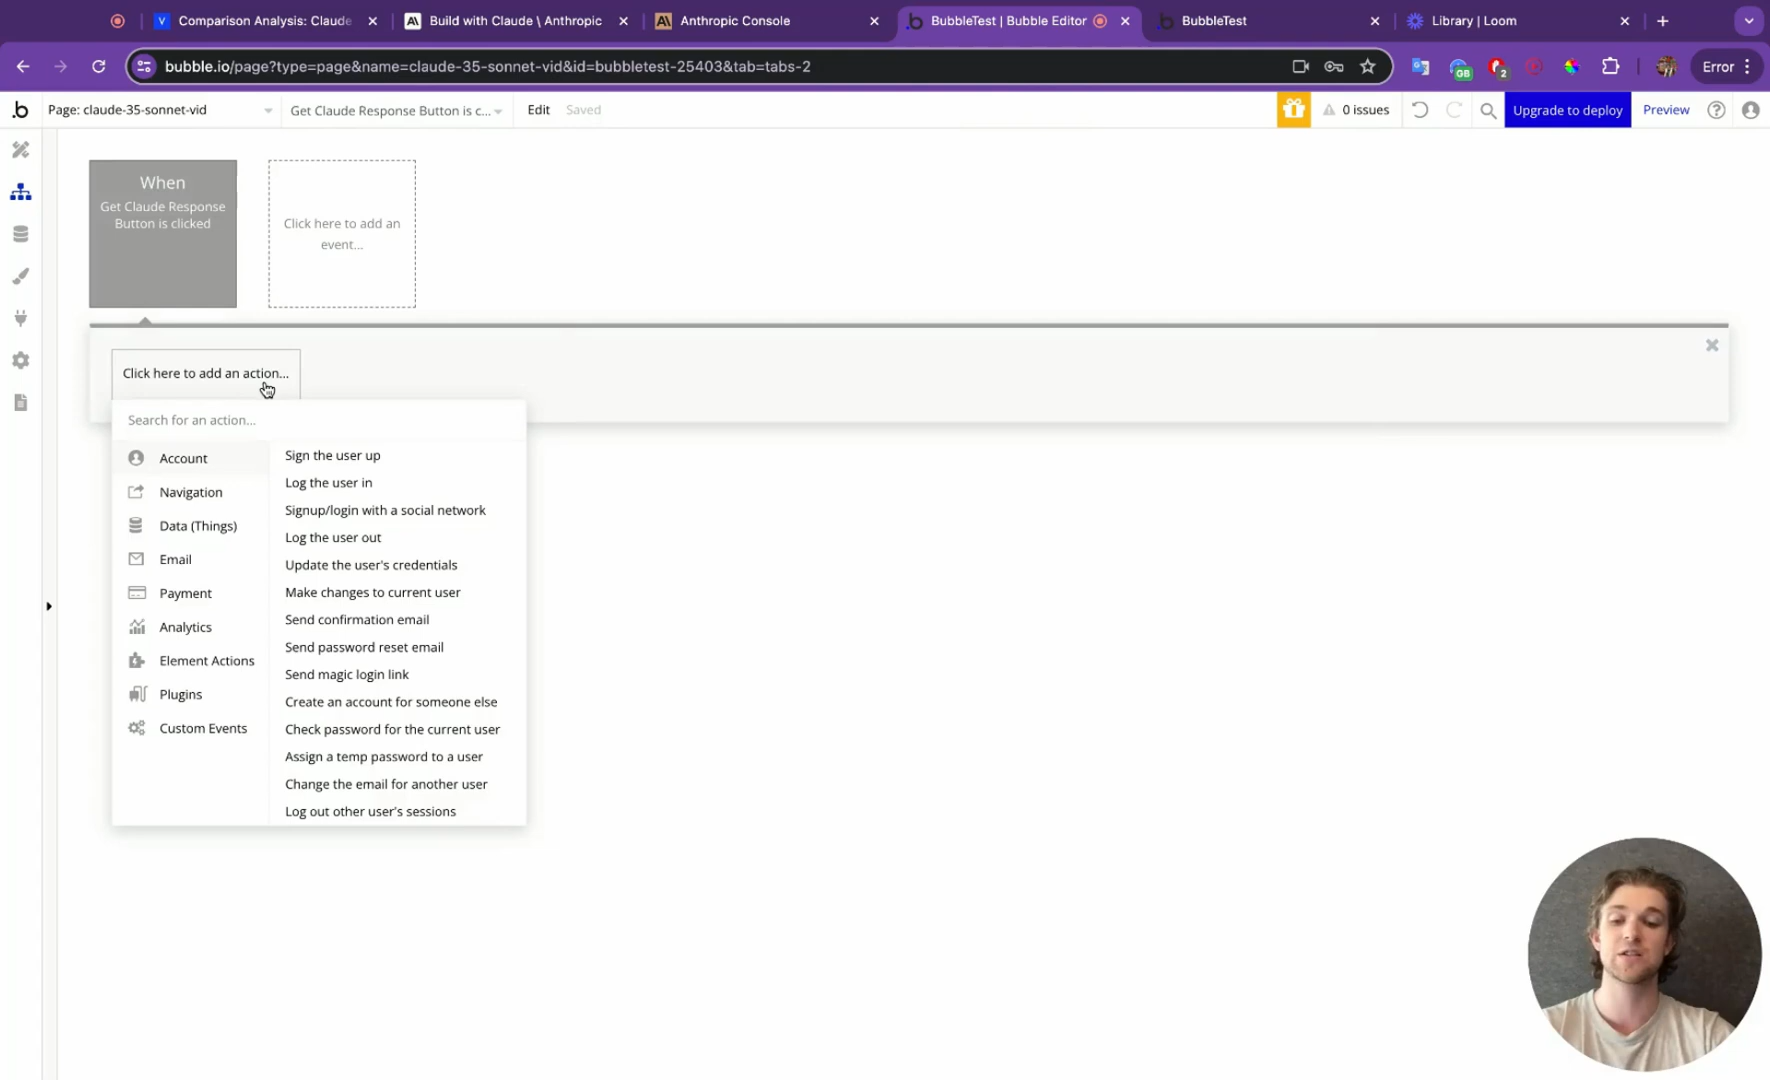 Comparison Analysis: Claude
Build with Claude \ Anthropic
Anthropic Console
BubbleTest | Bubble Editor
BubbleTest
Library | Loom
bubble.io/page?type=page&name=claude-35-sonnet-vid&id=bubbletest-25403&tab=tabs-2
GB
2
Error
.b
Page: claude-35-sonnet-vid
Get Claude Response Button is c...
Edit
Saved
0 issues
Upgrade to deploy
Preview
When
Get Claude Response
Button is clicked
Click here to add an
event...
Click here to add an action...
Search for an action...
Account
Navigation
Data (Things)
Email
Payment
Analytics
Element Actions
Plugins
Custom Events
Sign the user up
Log the user in
Signup/login with a social network
Log the user out
Update the user's credentials
Make changes to current user
Send confirmation email
Send password reset email
Send magic login link
Create an account for someone else
Check password for the current user
Assign a temp password to a user
Change the email for another user
Log out other user's sessions